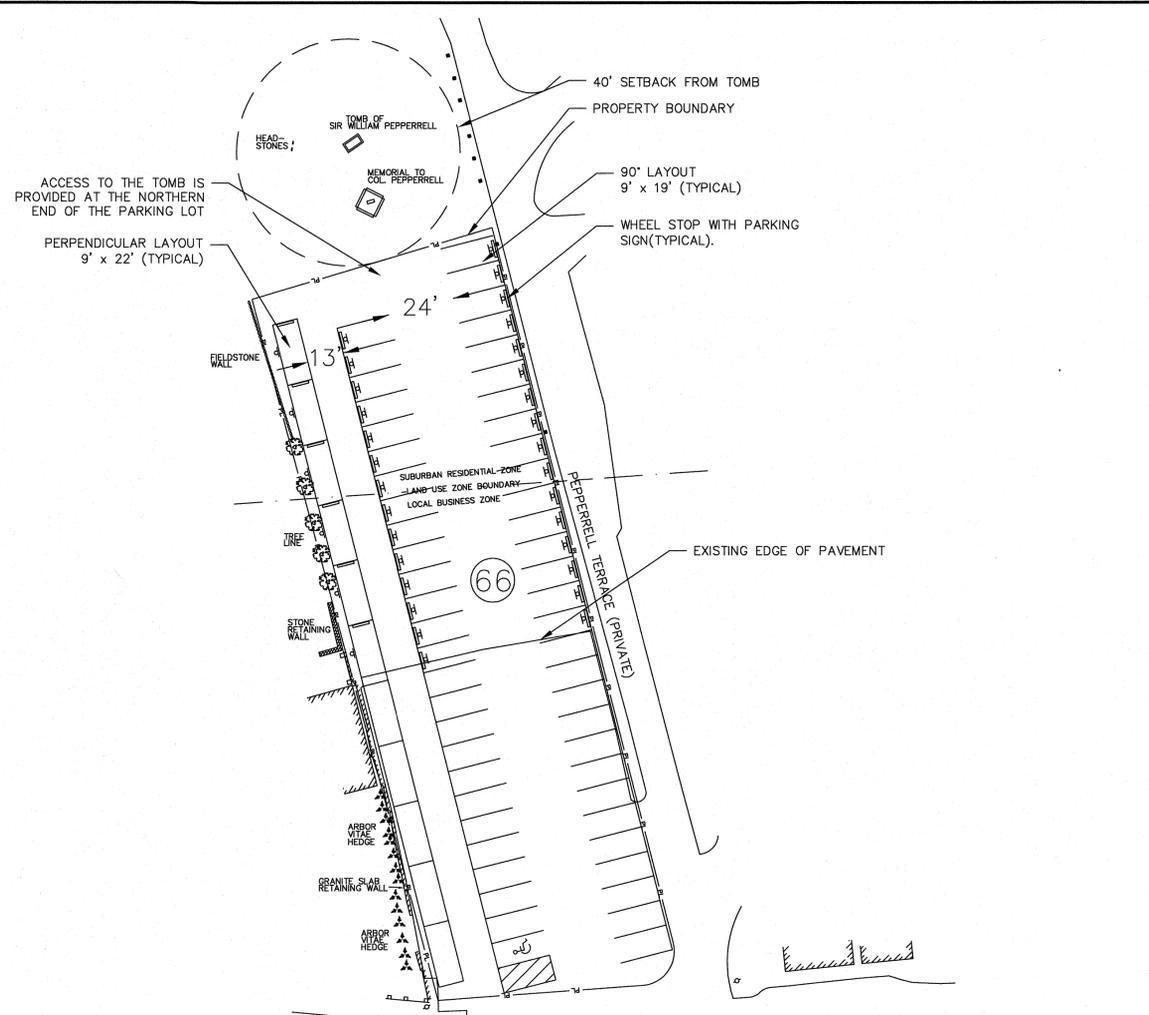 40' SETBACK FROM TOMB
PROPERTY BOUNDARY
TOMB OF
SIR WILLIAM PEPPERRELL
HEAD-
STONES
MEMORIAL TO
COL. PEPPERRELL
ACCESS TO THE TOMB IS
PROVIDED AT THE NORTHERN
END OF THE PARKING LOT
90° LAYOUT
9' x 19' (TYPICAL)
WHEEL STOP WITH PARKING
SIGN(TYPICAL).
PERPENDICULAR LAYOUT
9' x 22' (TYPICAL)
PL
PL
24'
13'
FIELDSTONE
WALL
SUBURBAN RESIDENTIAL ZONE
LAND USE ZONE BOUNDARY
LOCAL BUSINESS ZONE
PEPPERRELL TERRACE (PRIVATE)
TREE
LINE
EXISTING EDGE OF PAVEMENT
66
STONE
RETAINING
WALL
ARBOR
VITAE
HEDGE
GRANITE SLAB
RETAINING WALL
ARBOR
VITAE
HEDGE
PL
PL